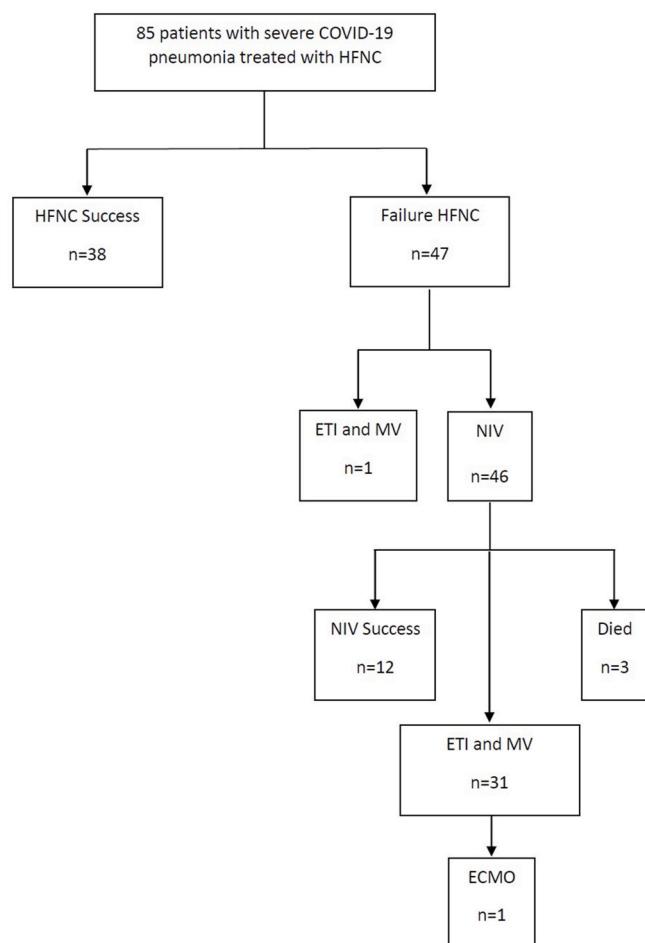 85 patients with severe COVID-19
pneumonia treated with HFNC
HFNC Success
n=38
Failure HFNC
n=47
ETI and MV
n=1
NIV
n=46
NIV Success
n=12
Died
n=3
ETI and MV
n=31
ECMO
n=1